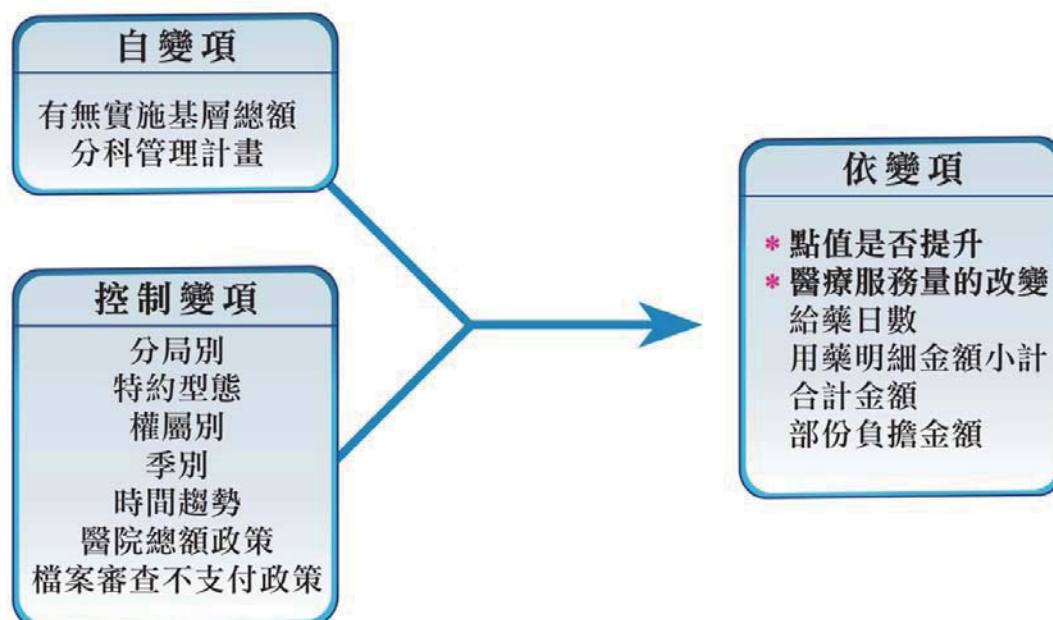 自變項
有無實施基層總額
分科管理計畫
控制變項
分局別
特約型態
權屬別
季別
時間趨勢
醫院總額政策
檔案審查不支付政策
依變項
* 點值是否提升
* 醫療服務量的改變
給藥日數
用藥明細金額小計
合計金額
部份負擔金額